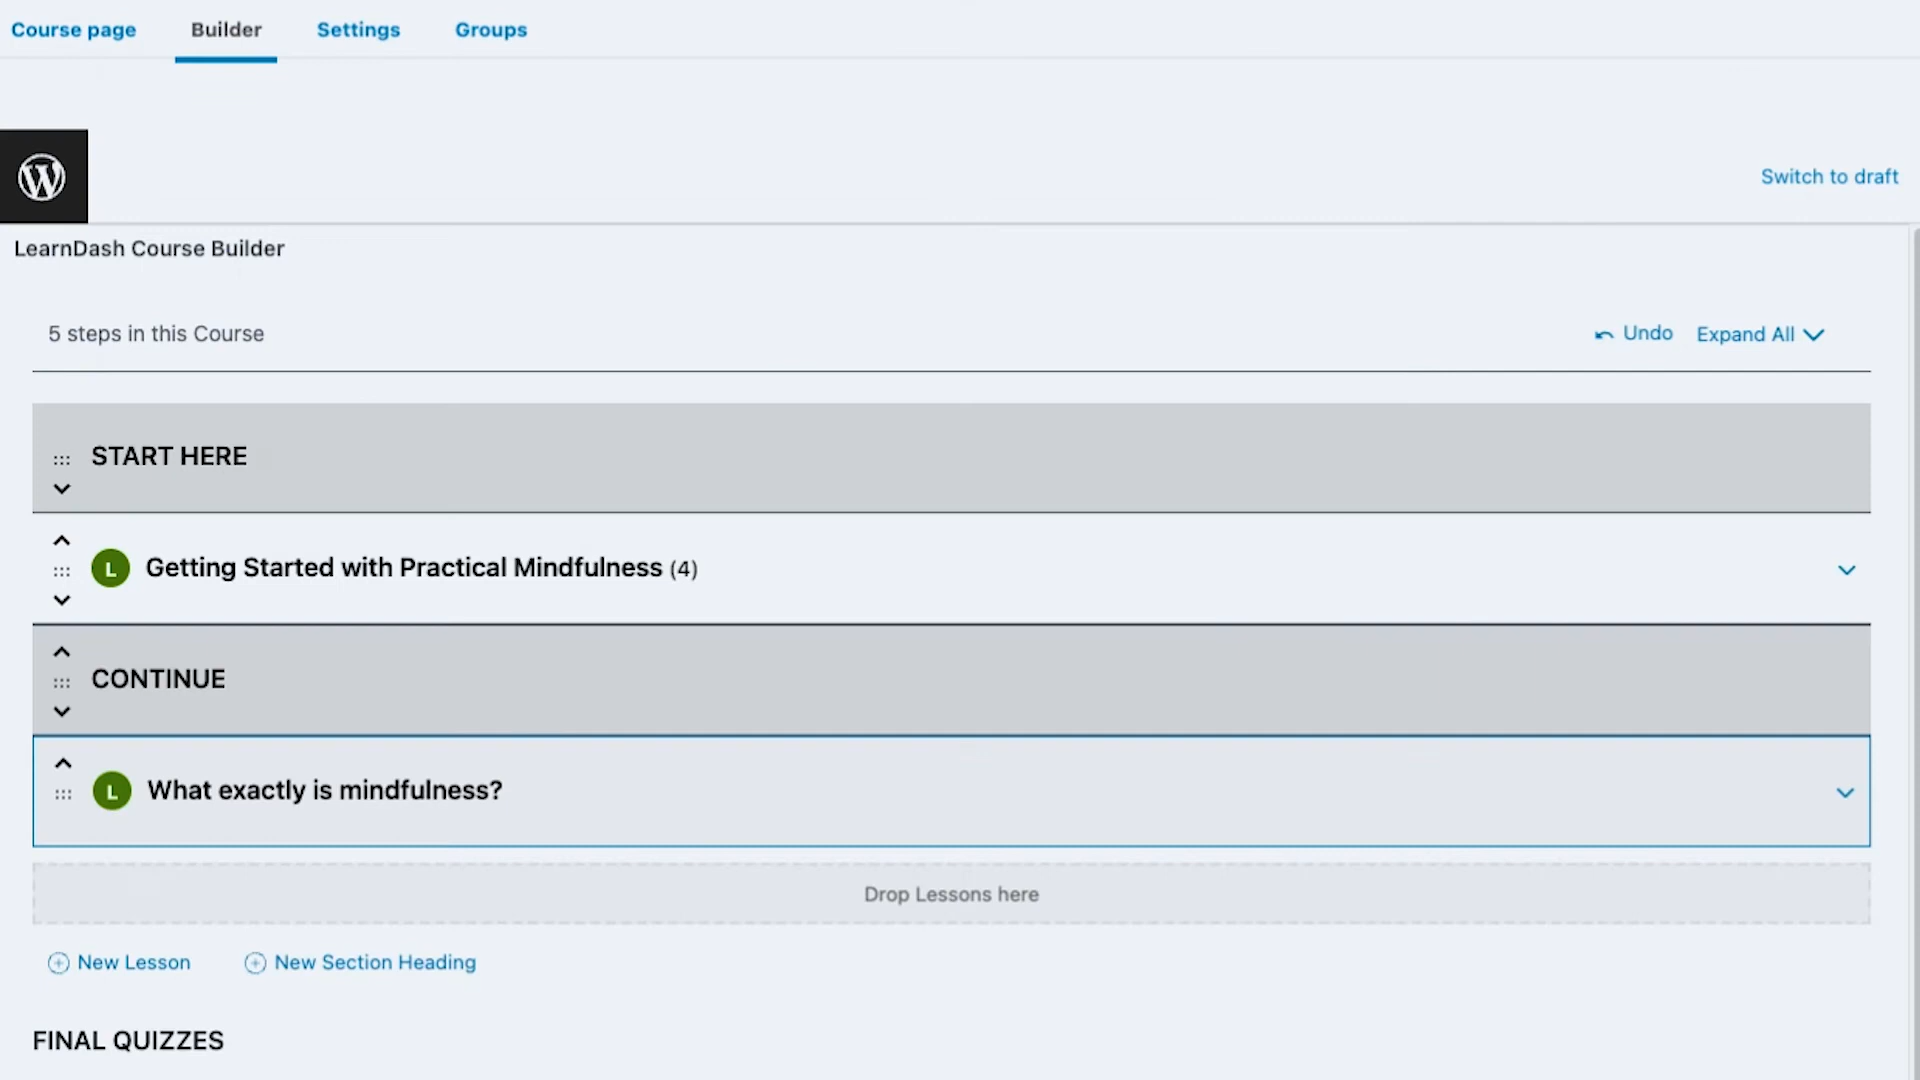 Course page Builder Settings Groups
Switch to draft
LearnDash Course Builder
5 steps in this Course Undo Expand All
START HERE
L Getting Started with Practical Mindfulness (4)
CONTINUE
L What exactly is mindfulness?
Drop Lessons here
New Lesson New Section Heading
FINAL QUIZZES